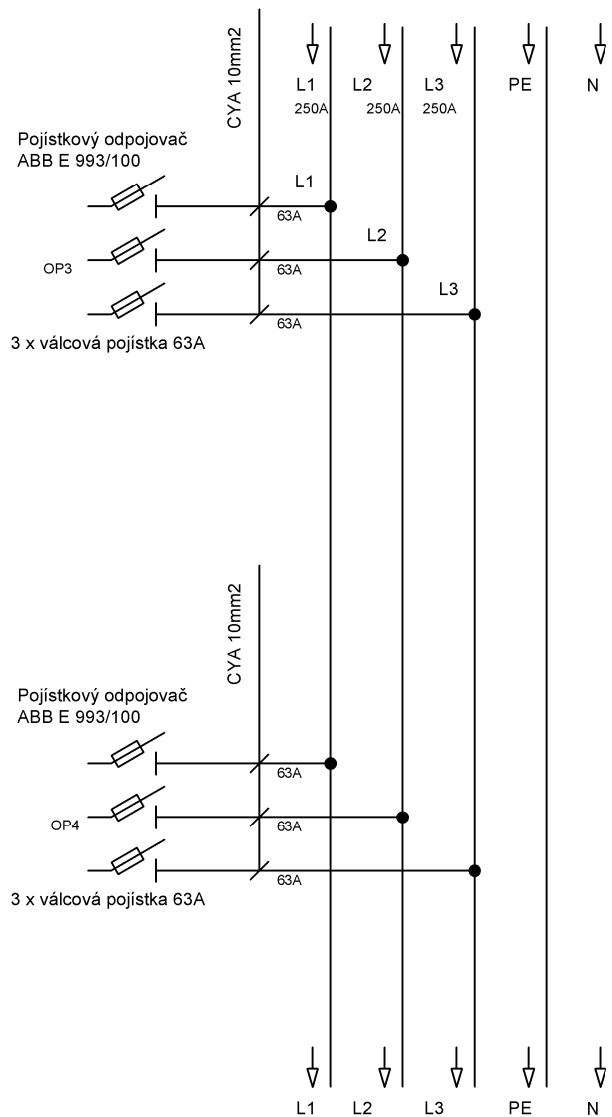 CYA 10mm2
L1
L2
L3
PE
N
250A
250A
250A
Pojístkový odpojovač
ABB E 993/100
L1
63A
L2
OP3
63A
L3
63A
3 x válcová pojístka 63A
CYA 10mm2
Pojístkový odpojovač
ABB E 993/100
63A
OP4
63A
63A
3 x válcová pojístka 63A
L1
L2
L3
PE
N